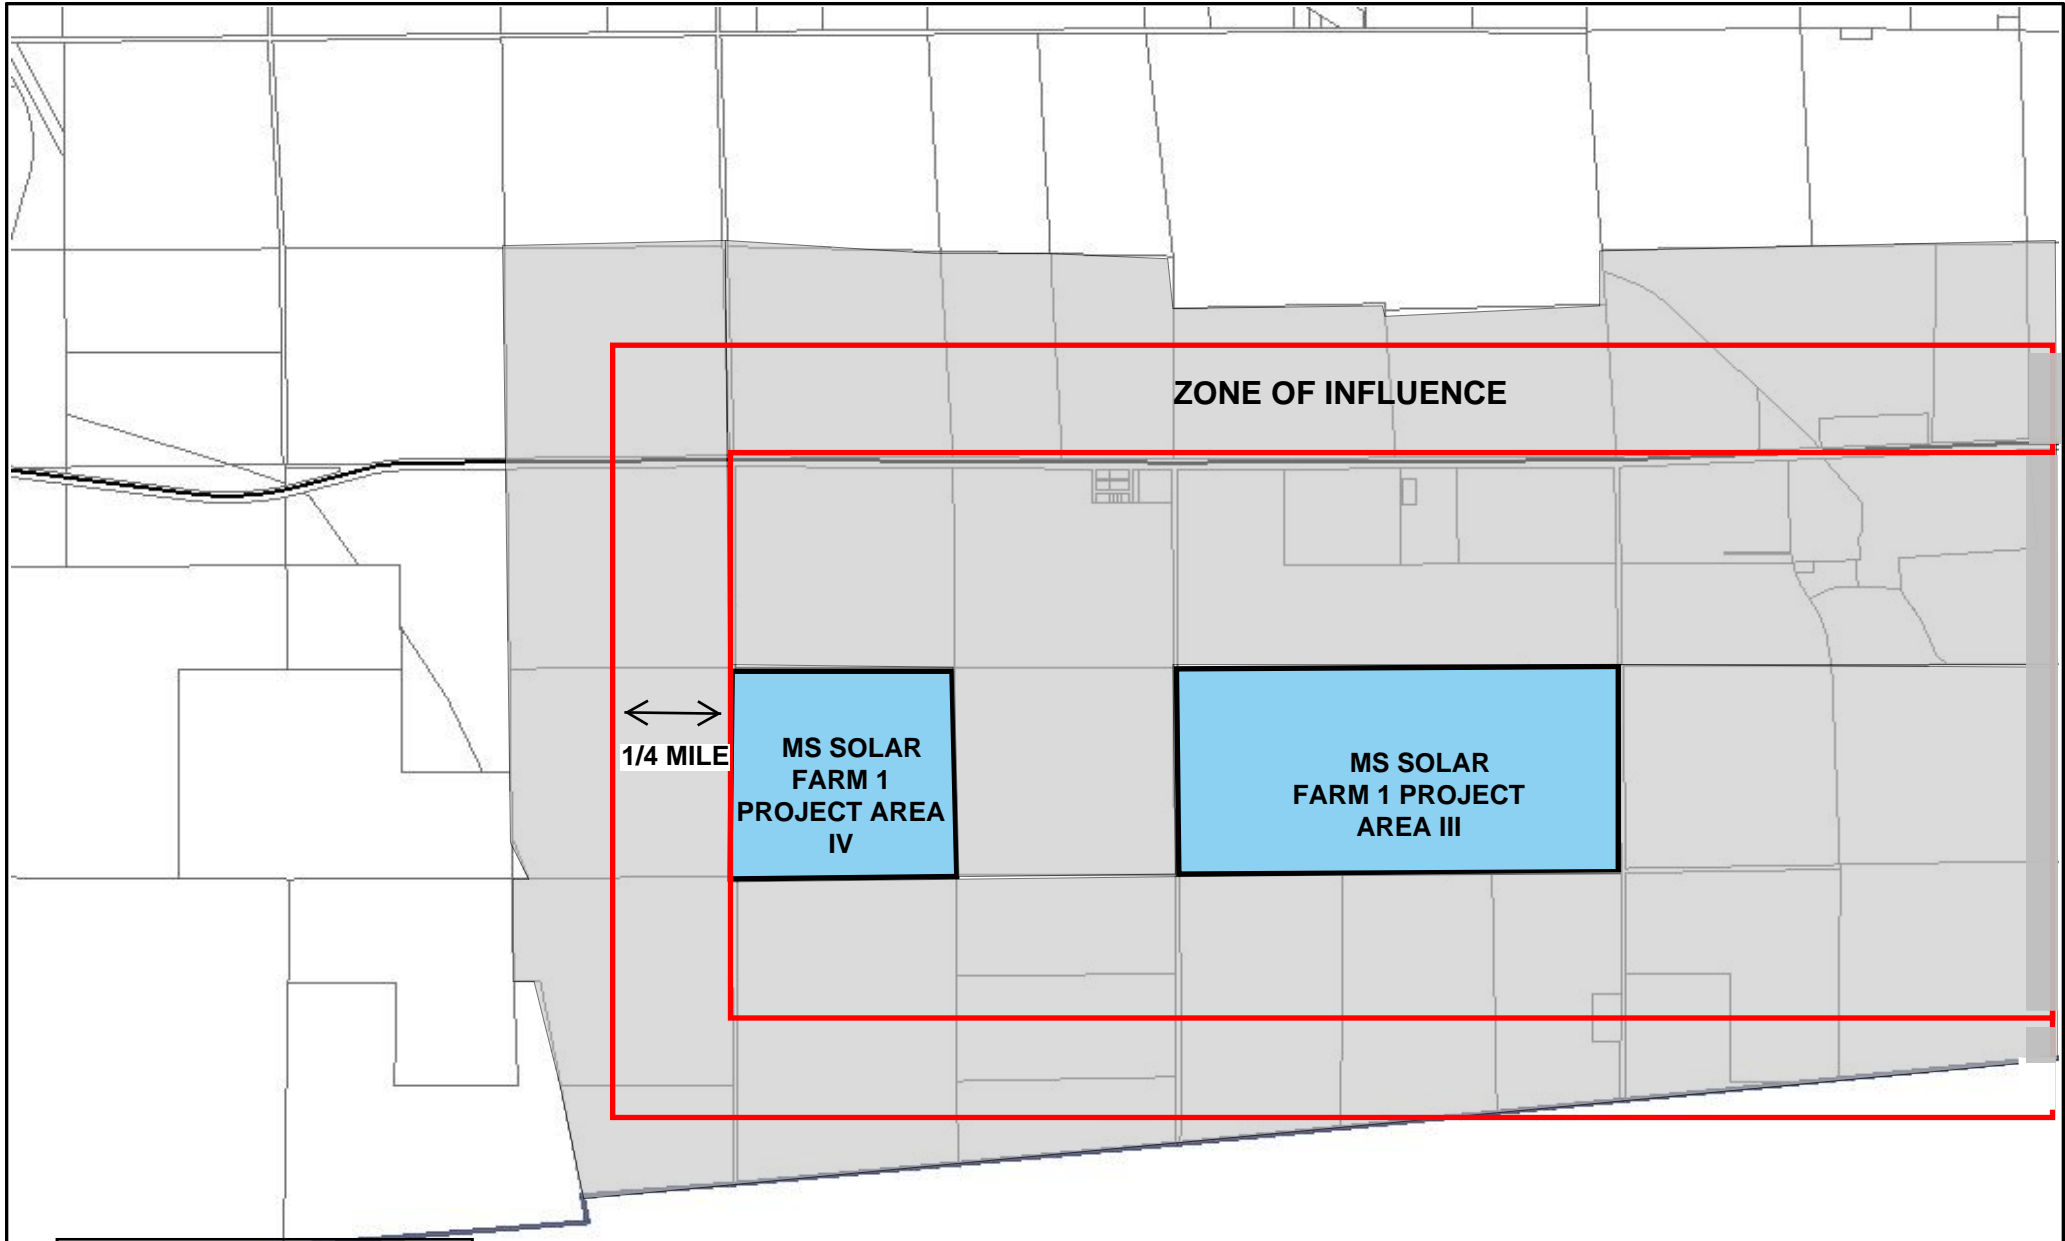 ZONE OF INFLUENCE
1/4 MILE
MS SOLAR
FARM 1
PROJECT AREA
IV
MS SOLAR
FARM 1 PROJECT
AREA III